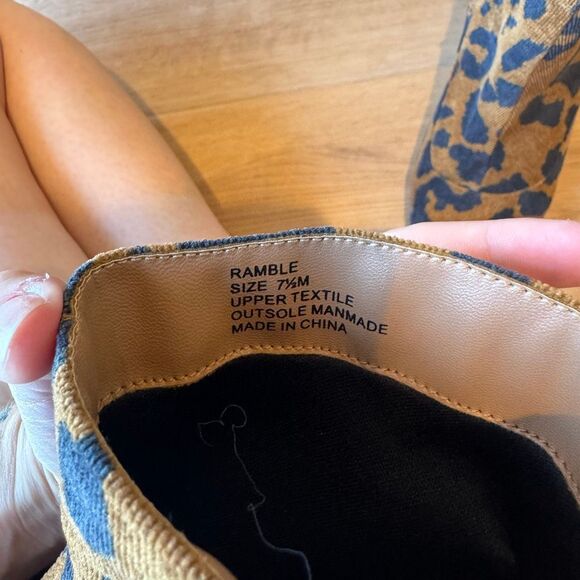 RAMBLE
SIZE 7½M
UPPER TEXTILE
OUTSOLE MANMADE
MADE IN CHINA